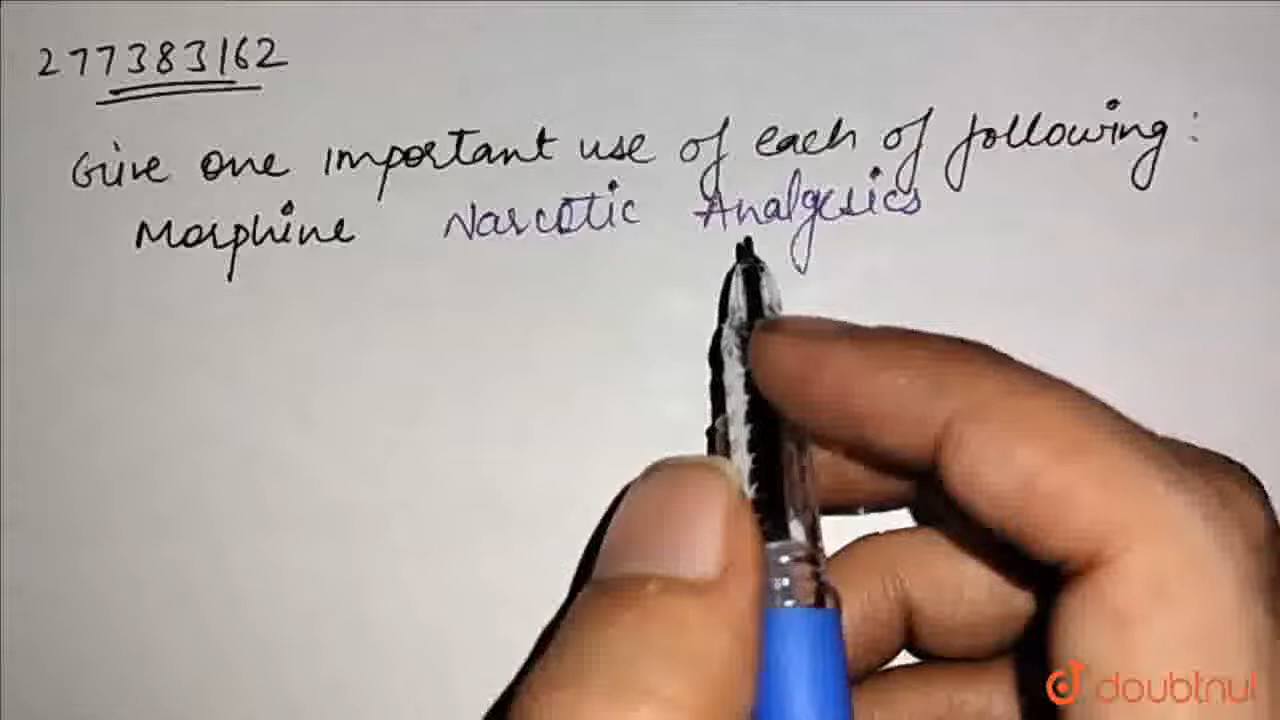 277383162
Give one important use of each of following:
Morphine Narcotic Analgesics
doubtnut